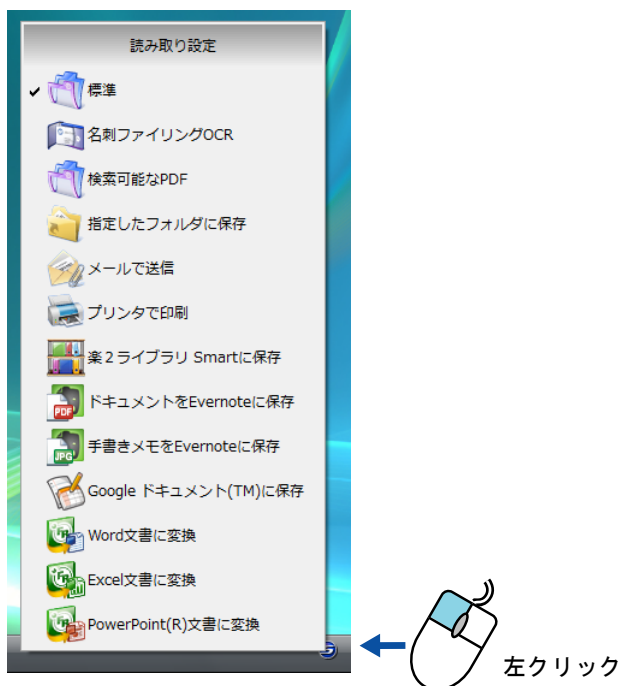 読み取り設定
標準
名刺ファイリングOCR
検索可能なPDF
指定したフォルダに保存
メールで送信
プリンタで印刷
楽２ライブラリ Smartに保存
PDF
ドキュメントをEvernoteに保存
JPG
手書きメモをEvernoteに保存
Google ドキュメント(TM)に保存
Word文書に変換
Excel文書に変換
PowerPoint(R)文書に変換
左クリック